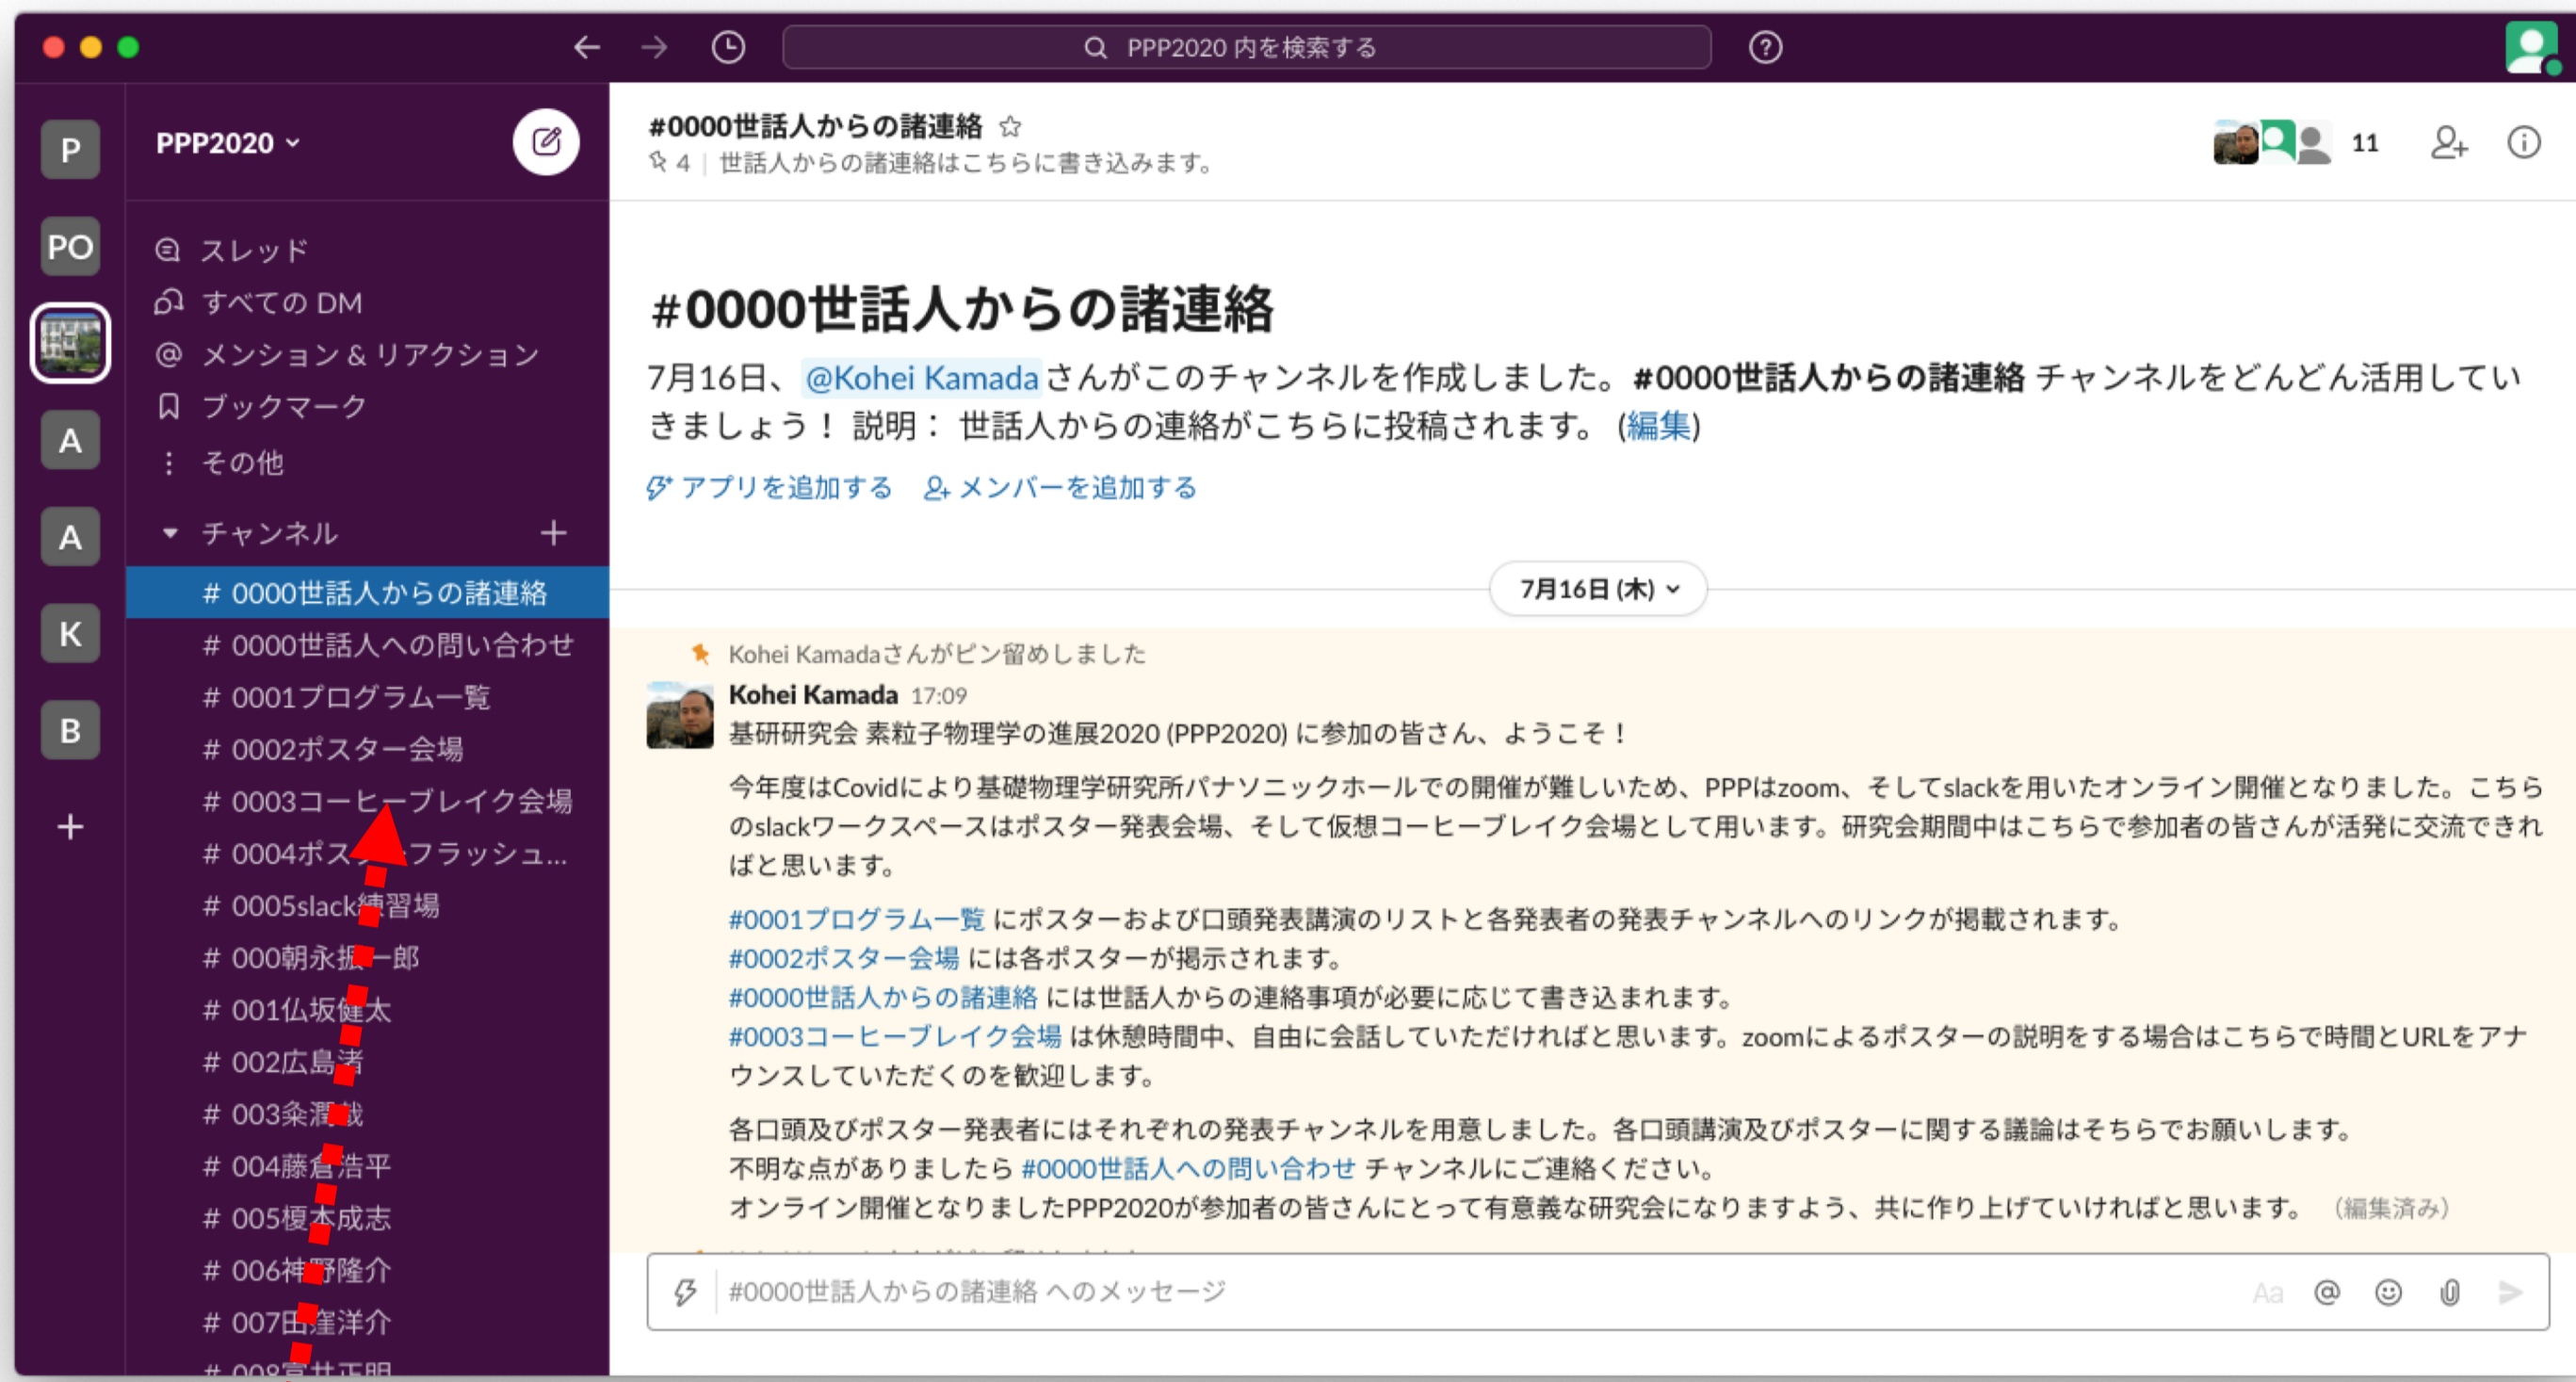 PPP2020 内を検索する
P
PO
A
A
K
B
PPP2020
スレッド
すべての DM
@ メンション & リアクション
ブックマーク
その他
チャンネル
# 0000世話人からの諸連絡
# 0000世話人への問い合わせ
# 0001プログラム一覧
# 0002ポスター会場
# 0003コーヒーブレイク会場
# 0004ポスターフラッシュ...
# 0005slack練習場
# 000朝永振一郎
# 001仏坂健太
# 002広島渚
# 003粂潤哉
# 004藤倉浩平
# 005榎本成志
# 006神野隆介
# 007田窪洋介
# 008富井正明
#0000世話人からの諸連絡
4 | 世話人からの諸連絡はこちらに書き込みます。
11
#0000世話人からの諸連絡
7月16日、@Kohei Kamadaさんがこのチャンネルを作成しました。#0000世話人からの諸連絡 チャンネルをどんどん活用してい
きましょう！ 説明： 世話人からの連絡がこちらに投稿されます。 (編集)
アプリを追加する メンバーを追加する
7月16日 (木)
Kohei Kamadaさんがピン留めしました
Kohei Kamada 17:09
基研研究会 素粒子物理学の進展2020 (PPP2020) に参加の皆さん、ようこそ！
今年度はCovidにより基礎物理学研究所パナソニックホールでの開催が難しいため、PPPはzoom、そしてslackを用いたオンライン開催となりました。こちら
のslackワークスペースはポスター発表会場、そして仮想コーヒーブレイク会場として用います。研究会期間中はこちらで参加者の皆さんが活発に交流できれ
ばと思います。
#0001プログラム一覧 にポスターおよび口頭発表講演のリストと各発表者の発表チャンネルへのリンクが掲載されます。
#0002ポスター会場 には各ポスターが掲示されます。
#0000世話人からの諸連絡 には世話人からの連絡事項が必要に応じて書き込まれます。
#0003コーヒーブレイク会場 は休憩時間中、自由に会話していただければと思います。zoomによるポスターの説明をする場合はこちらで時間とURLをアナ
ウンスしていただくのを歓迎します。
各口頭及びポスター発表者にはそれぞれの発表チャンネルを用意しました。各口頭講演及びポスターに関する議論はそちらでお願いします。
不明な点がありましたら #0000世話人への問い合わせ チャンネルにご連絡ください。
オンライン開催となりましたPPP2020が参加者の皆さんにとって有意義な研究会になりますよう、共に作り上げていければと思います。 （編集済み）
#0000世話人からの諸連絡 へのメッセージ
Aa @